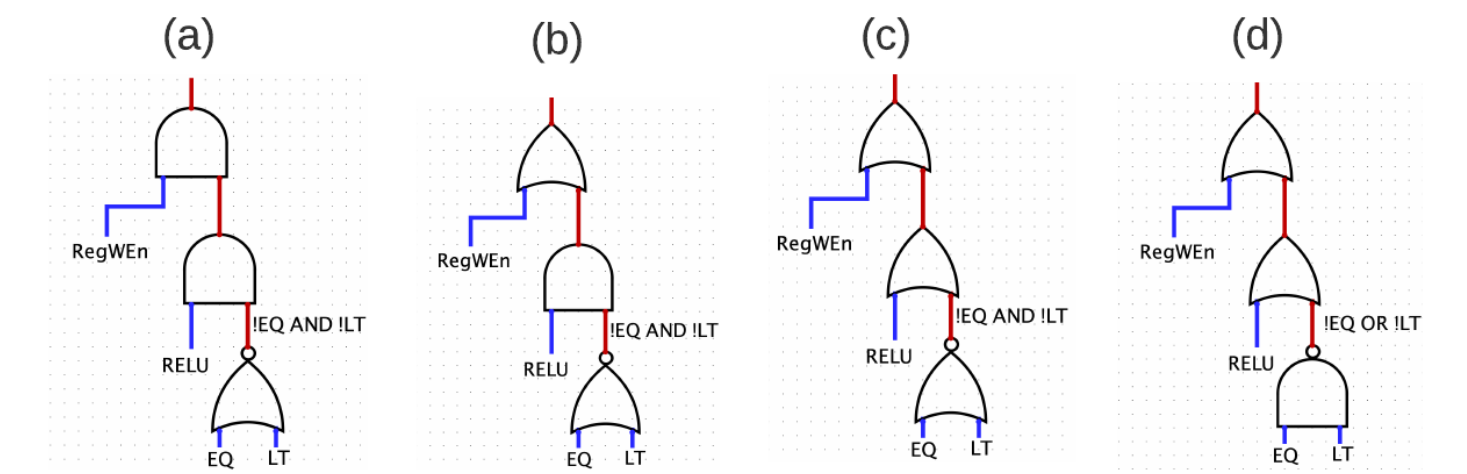 (a)
(b)
(c)
(d)
RegWEn
RELU
!EQ AND !LT
EQ
LT
RegWEn
RELU
!EQ AND !LT
EQ
LT
RegWEn
RELU
!EQ AND !LT
EQ
LT
RegWEn
RELU
!EQ OR !LT
EQ
LT